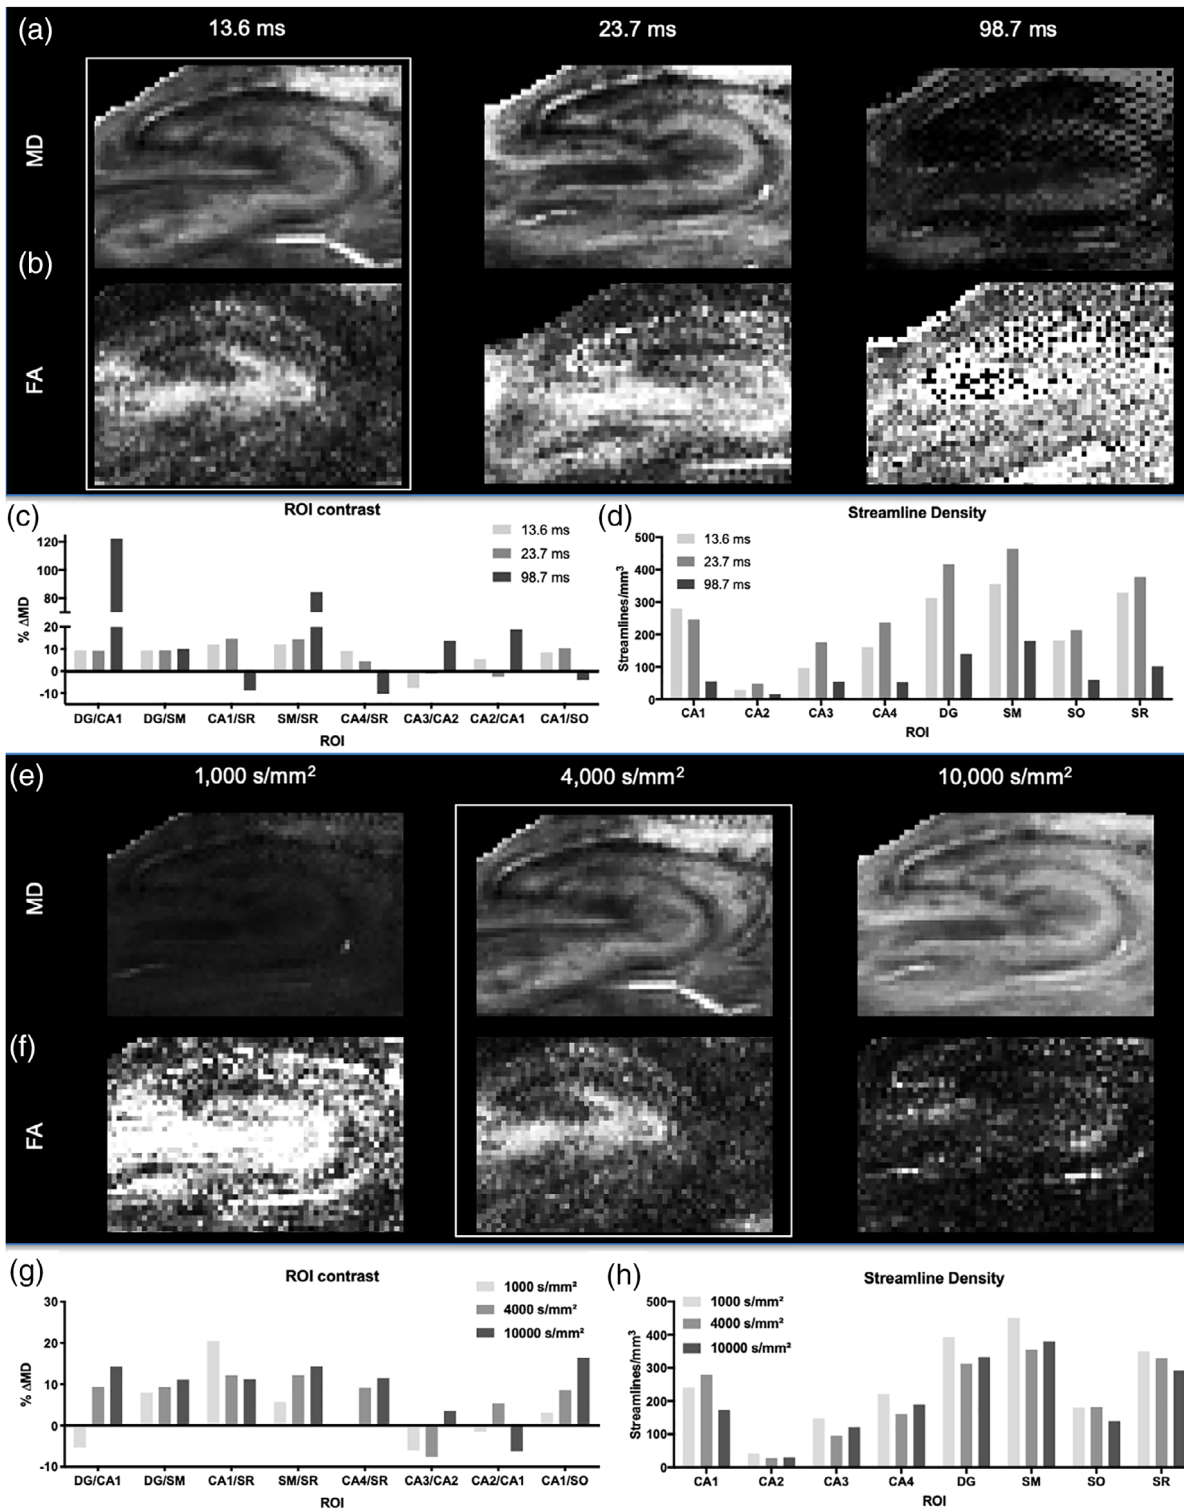 (a)
13.6 ms
23.7 ms
98.7 ms
MD
(b)
FA
(c)
ROI contrast
13.6 ms
23.7 ms
98.7 ms
% ΔMD
120
100
80
20
10
0
-10
DG/CA1
DG/SM
CA1/SR
SM/SR
CA4/SR
CA3/CA2
CA2/CA1
CA1/SO
ROI
(d)
Streamline Density
13.6 ms
23.7 ms
98.7 ms
Streamlines/mm³
500
400
300
200
100
0
CA1
CA2
CA3
CA4
DG
SM
SO
SR
ROI
(e)
1,000 s/mm²
4,000 s/mm²
10,000 s/mm²
MD
(f)
FA
(g)
ROI contrast
1000 s/mm²
4000 s/mm²
10000 s/mm²
% ΔMD
30
20
10
0
-10
DG/CA1
DG/SM
CA1/SR
SM/SR
CA4/SR
CA3/CA2
CA2/CA1
CA1/SO
ROI
(h)
Streamline Density
1000 s/mm²
4000 s/mm²
10000 s/mm²
Streamlines/mm³
500
400
300
200
100
0
CA1
CA2
CA3
CA4
DG
SM
SO
SR
ROI